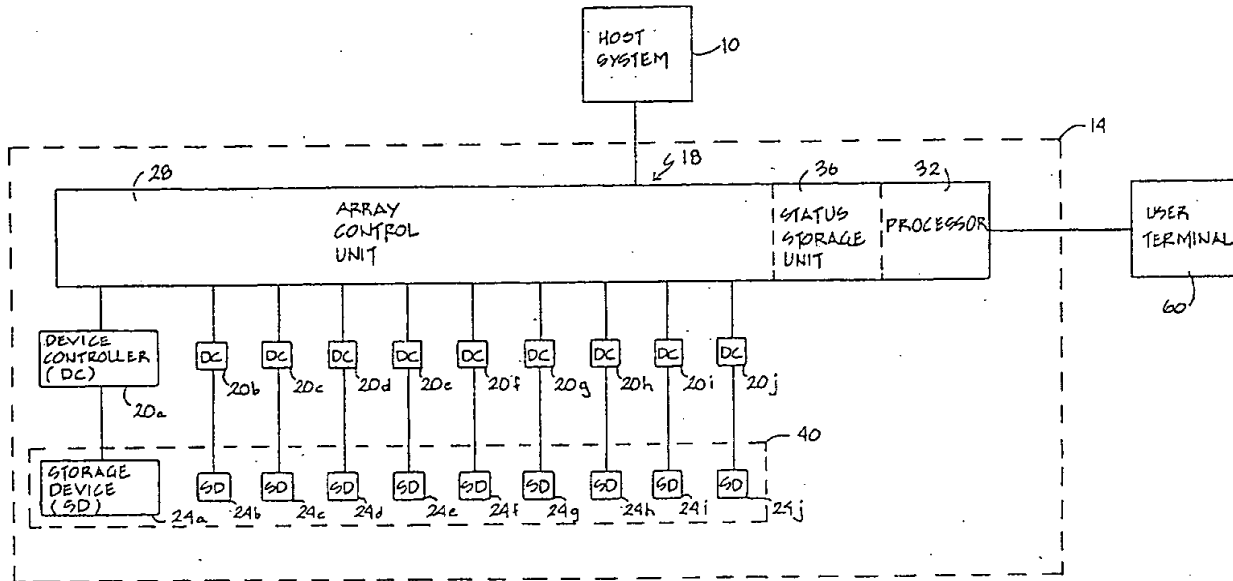 HOST
SYSTEM
10
14
18
28
36
32
ARRAY
CONTROL
UNIT
STATUS
STORAGE
UNIT
PROCESSOR
USER
TERMINAL
60
DEVICE
CONTROLLER
(DC)
20a
DC
20b
DC
20c
DC
20d
DC
20e
DC
20f
DC
20g
DC
20h
DC
20i
DC
20j
40
STORAGE
DEVICE
(SD)
24a
SD
24b
SD
24c
SD
24d
SD
24e
SD
24f
SD
24g
SD
24h
SD
24i
SD
24j